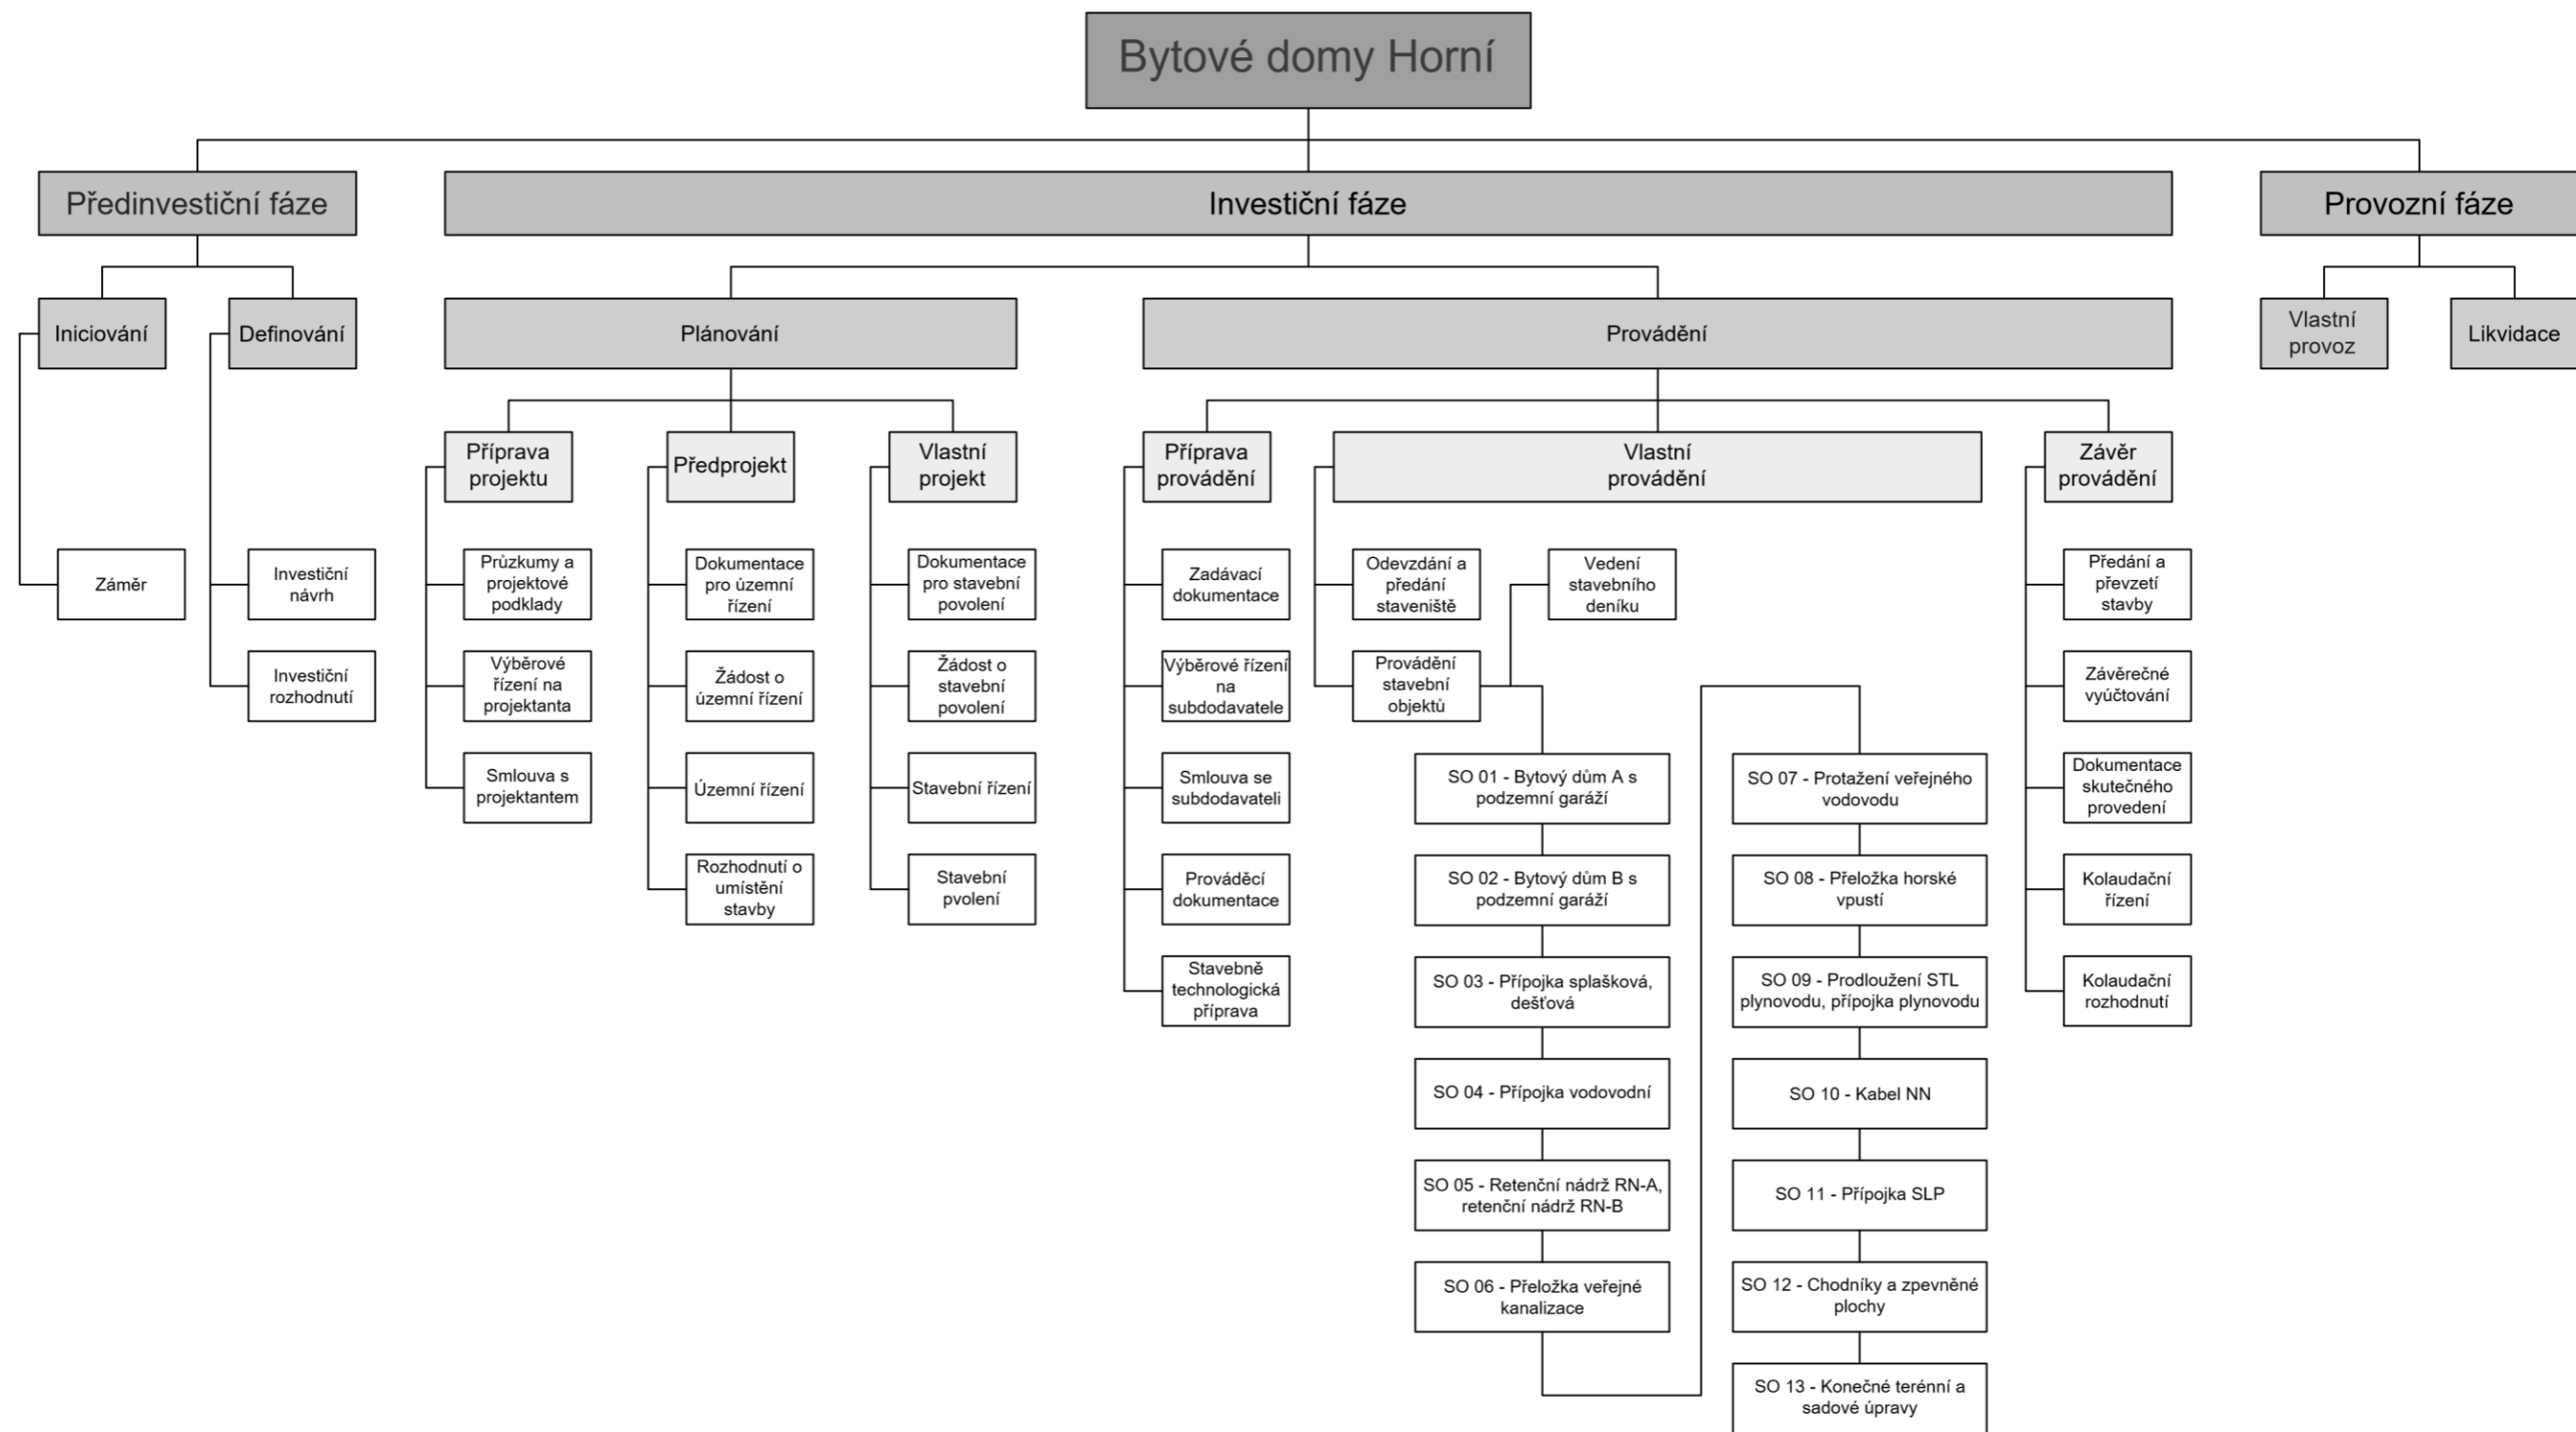 Bytové domy Horní
Předinvestiční fáze
Investiční fáze
Provozní fáze
Iniciování
Definování
Plánování
Provádění
Vlastní
provoz
Likvidace
Příprava
projektu
Předprojekt
Vlastní
projekt
Příprava
provádění
Vlastní
provádění
Závěr
provádění
Záměr
Investiční
návrh
Investiční
rozhodnutí
Průzkumy a
projektové
podklady
Výběrové
řízení na
projektanta
Smlouva s
projektantem
Dokumentace
pro územní
řízení
Žádost o
územní řízení
Územní řízení
Rozhodnutí o
umístění
stavby
Dokumentace
pro stavební
povolení
Žádost o
stavební
povolení
Stavební řízení
Stavební
pvolení
Zadávací
dokumentace
Výběrové řízení
na
subdodavatele
Smlouva se
subdodavateli
Prováděcí
dokumentace
Stavebně
technologická
příprava
Odevzdání a
předání
staveniště
Vedení
stavebního
deníku
Provádění
stavební
objektů
SO 01 - Bytový dům A s
podzemní garáží
SO 02 - Bytový dům B s
podzemní garáží
SO 03 - Přípojka splašková,
dešťová
SO 04 - Přípojka vodovodní
SO 05 - Retenční nádrž RN-A,
retenční nádrž RN-B
SO 06 - Přeložka veřejné
kanalizace
SO 07 - Protažení veřejného
vodovodu
SO 08 - Přeložka horské
vpustí
SO 09 - Prodloužení STL
plynovodu, přípojka plynovodu
SO 10 - Kabel NN
SO 11 - Přípojka SLP
SO 12 - Chodníky a zpevněné
plochy
SO 13 - Konečné terénní a
sadové úpravy
Předání a
převzetí
stavby
Závěrečné
vyúčtování
Dokumentace
skutečného
provedení
Kolaudační
řízení
Kolaudační
rozhodnutí